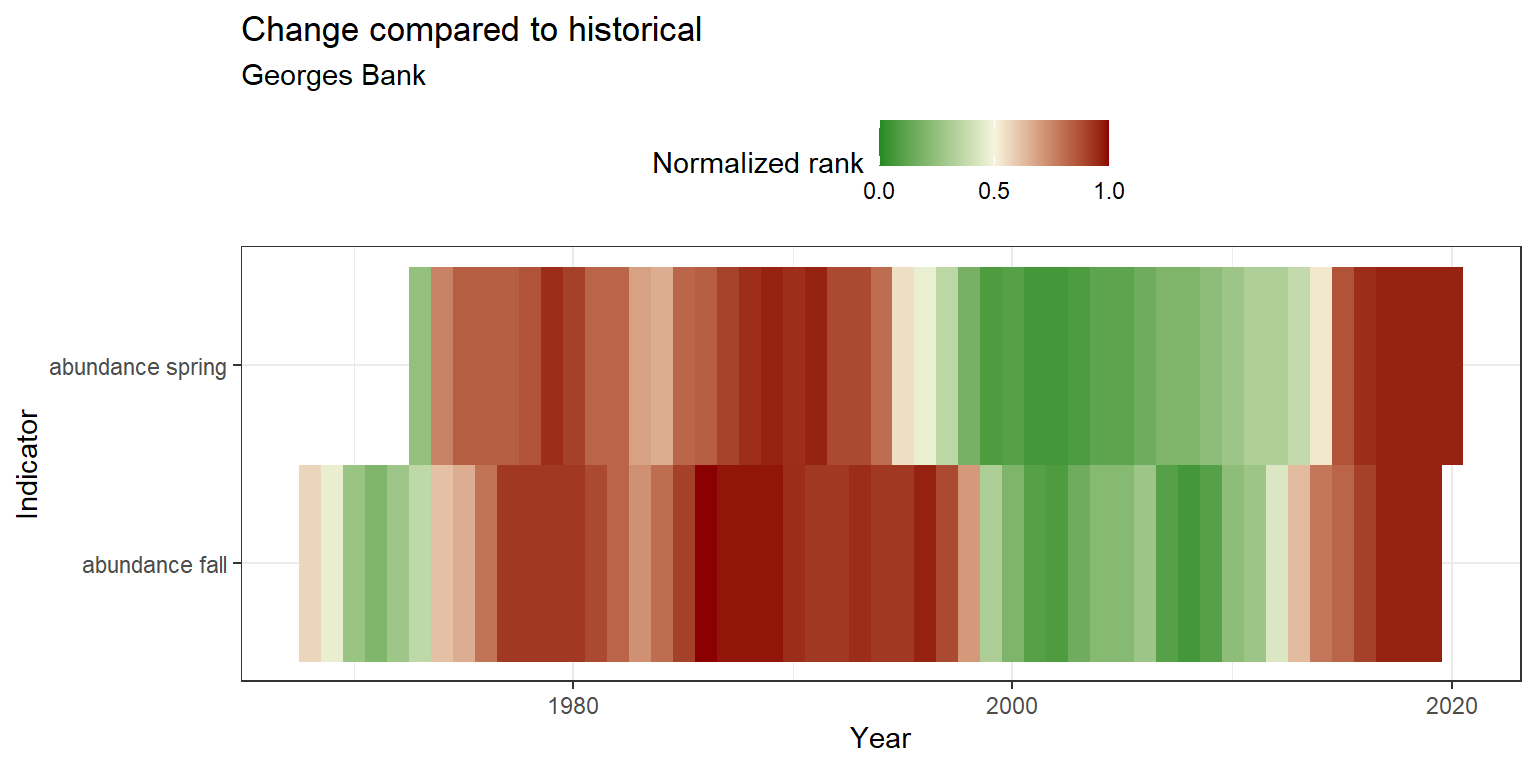 Change compared to historical
Georges Bank
Normalized rank
0.0 0.5 1.0
Indicator
abundance spring
abundance fall
1980 2000 2020
Year